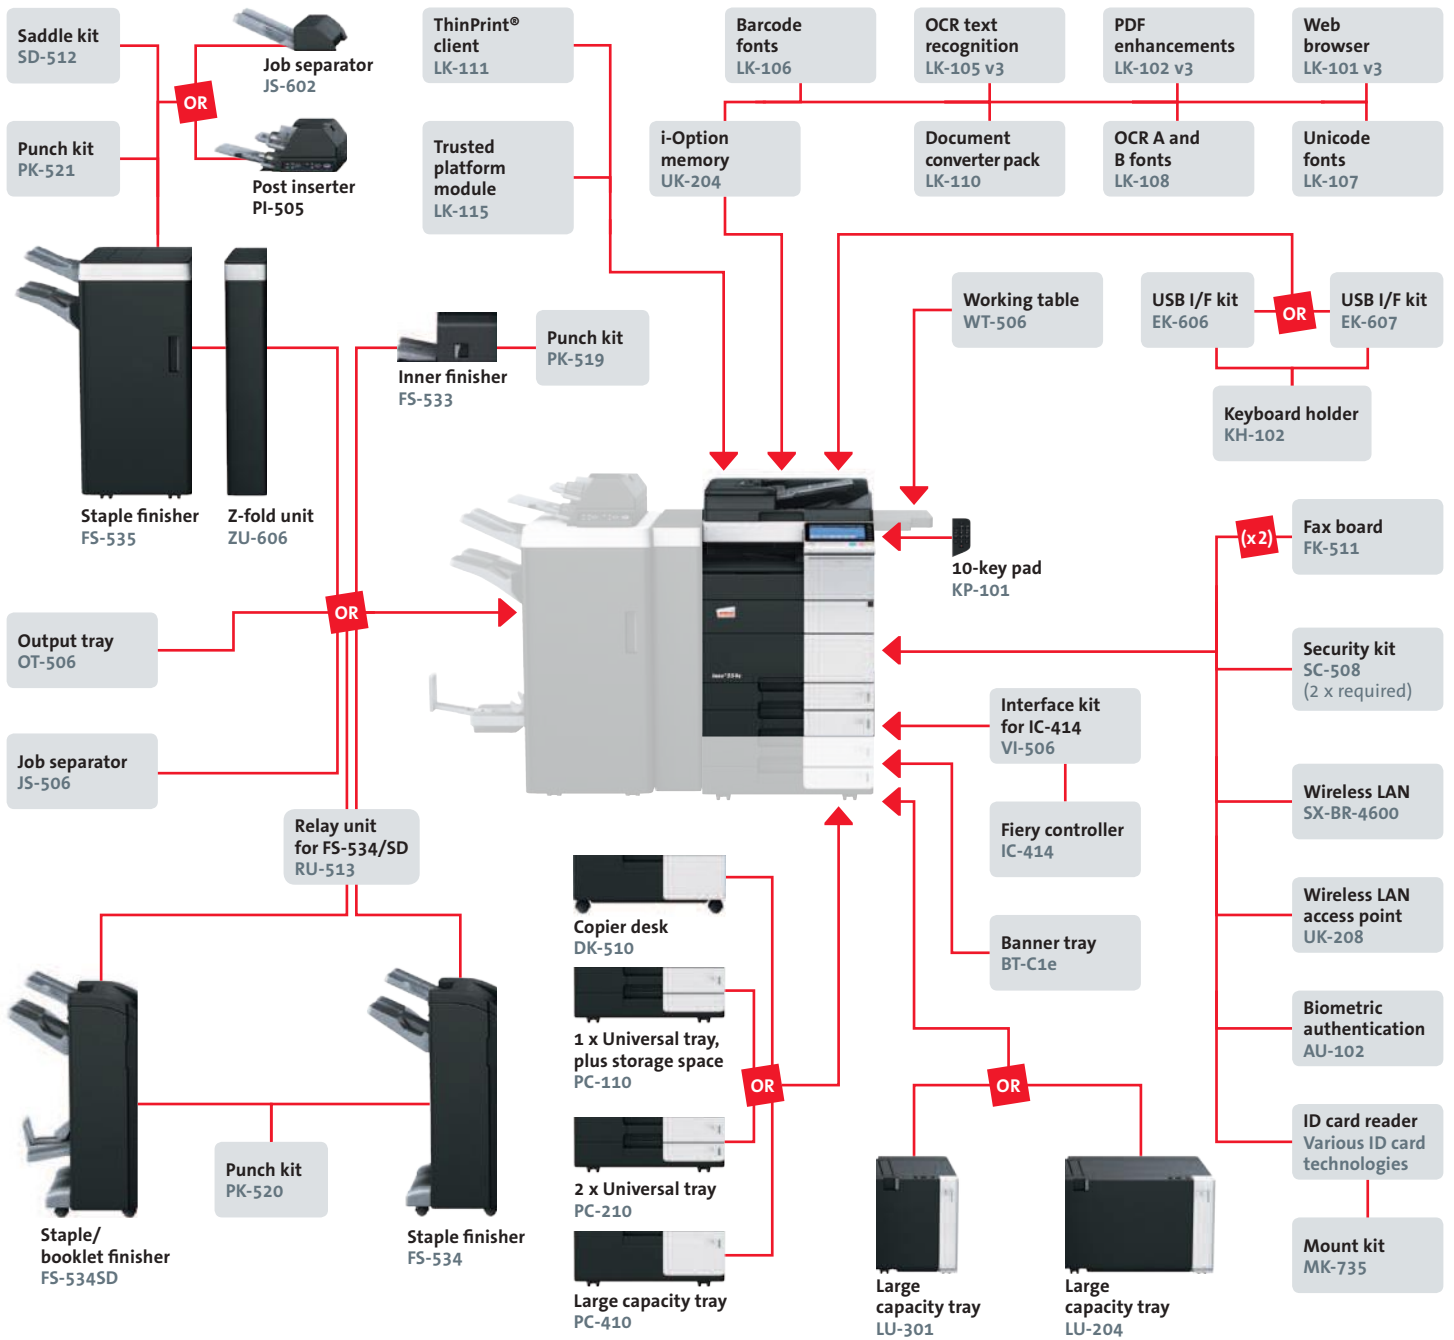 Saddle kit
SD-512
Job separator
JS-602
OR
Punch kit
PK-521
Post inserter
PI-505
ThinPrint® 
client
LK-111
Trusted
platform
module
LK-115
Barcode
fonts
LK-106
OCR text
recognition
LK-105 v3
PDF
enhancements
LK-102 v3
Web
browser
LK-101 v3
i-Option
memory
UK-204
Document
converter pack
LK-110
OCR A and
B fonts
LK-108
Unicode
fonts
LK-107
Staple finisher
FS-535
Z-fold unit
ZU-606
Inner finisher
FS-533
Punch kit
PK-519
Working table
WT-506
USB I/F kit
EK-606
OR
USB I/F kit
EK-607
Keyboard holder
KH-102
10-key pad
KP-101
(x2)
Fax board
FK-511
Output tray
OT-506
OR
Security kit
SC-508
(2 x required)
Job separator
JS-506
Interface kit
for IC-414
VI-506
Fiery controller
IC-414
Wireless LAN
SX-BR-4600
Relay unit
for FS-534/SD
RU-513
Wireless LAN
access point
UK-208
Copier desk
DK-510
Banner tray
BT-C1e
Biometric
authentication
AU-102
1 x Universal tray,
plus storage space
PC-110
OR
OR
ID card reader
Various ID card
technologies
Punch kit
PK-520
2 x Universal tray
PC-210
Staple/
booklet finisher
FS-534SD
Staple finisher
FS-534
Large capacity tray
PC-410
Large
capacity tray
LU-301
Large
capacity tray
LU-204
Mount kit
MK-735